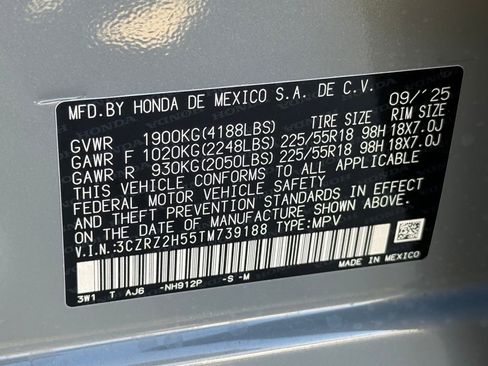 MFD.BY HONDA DE MEXICO S.A. DE C.V. 09/'25
TIRE SIZE RIM SIZE
GVWR 1900KG(4188LBS)
GAWR F 1020KG(2248LBS) 225/55R18 98H 18X7.0J
GAWR R 930KG(2050LBS) 225/55R18 98H 18X7.0J
THIS VEHICLE CONFORMS TO ALL APPLICABLE
FEDERAL MOTOR VEHICLE SAFETY
AND THEFT PREVENTION STANDARDS IN EFFECT
ON THE DATE OF MANUFACTURE SHOWN ABOVE.
V.I.N.:3CZRZ2H55TM739188 TYPE:MPV
3W1 T AJ6 -NH912P -S -M
MADE IN MEXICO